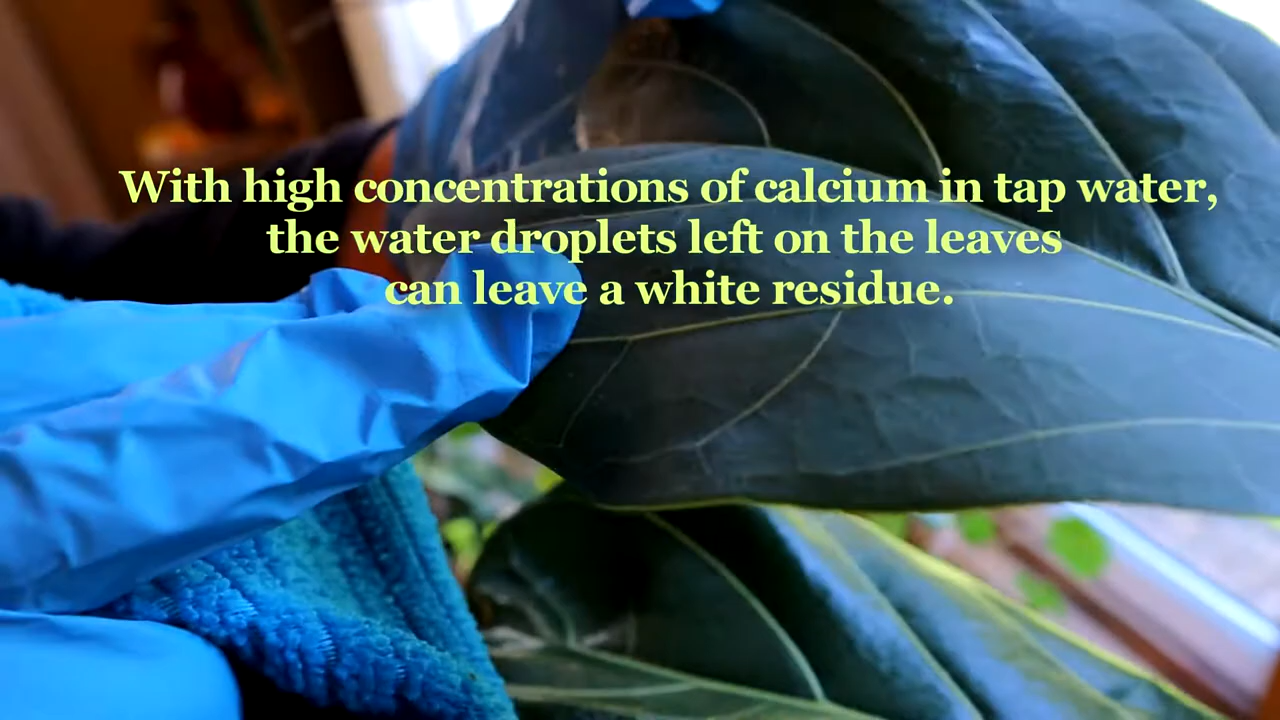 With high concentrations of calcium in tap water,
the water droplets left on the leaves
can leave a white residue.